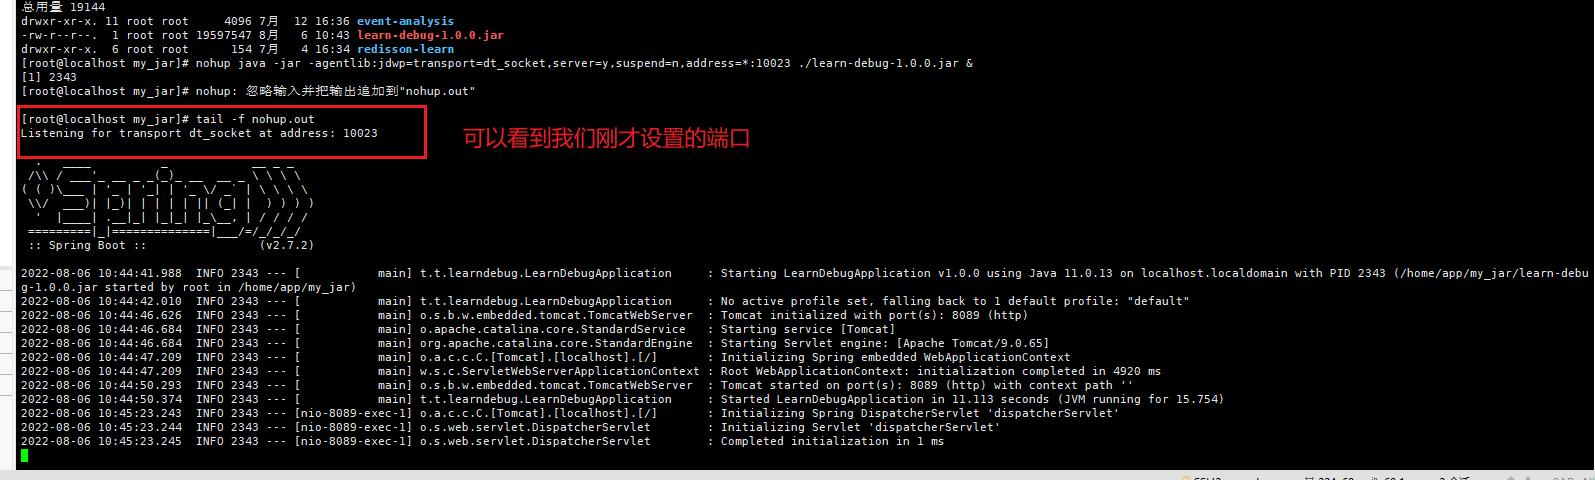 总用量 19144
drwxr-xr-x. 11 root root     4096 7月  12 16:36 event-analysis
-rw-r--r--.  1 root root 19597547 8月   6 10:43 learn-debug-1.0.0.jar
drwxr-xr-x.  6 root root      154 7月   4 16:34 redisson-learn
[root@localhost my_jar]# nohup java -jar -agentlib:jdwp=transport=dt_socket,server=y,suspend=n,address=*:10023 ./learn-debug-1.0.0.jar &
[1] 2343
[root@localhost my_jar]# nohup: 忽略输入并把输出追加到"nohup.out"
[root@localhost my_jar]# tail -f nohup.out
Listening for transport dt_socket at address: 10023
可以看到我们刚才设置的端口
  .   ____          _            __ _ _
 /\\ / ___'_ __ _ _(_)_ __  __ _ \ \ \ \
( ( )\___ | '_ | '_| | '_ \/ _` | \ \ \ \
 \\/  ___)| |_)| | | | | || (_| |  ) ) ) )
  '  |____| .__|_| |_|_| |_\__, | / / / /
 =========|_|==============|___/=/_/_/_/
 :: Spring Boot ::                (v2.7.2)
2022-08-06 10:44:41.988  INFO 2343 --- [           main] t.t.learndebug.LearnDebugApplication     : Starting LearnDebugApplication v1.0.0 using Java 11.0.13 on localhost.localdomain with PID 2343 (/home/app/my_jar/learn-debu
g-1.0.0.jar started by root in /home/app/my_jar)
2022-08-06 10:44:42.010  INFO 2343 --- [           main] t.t.learndebug.LearnDebugApplication     : No active profile set, falling back to 1 default profile: "default"
2022-08-06 10:44:46.626  INFO 2343 --- [           main] o.s.b.w.embedded.tomcat.TomcatWebServer  : Tomcat initialized with port(s): 8089 (http)
2022-08-06 10:44:46.684  INFO 2343 --- [           main] o.apache.catalina.core.StandardService   : Starting service [Tomcat]
2022-08-06 10:44:46.684  INFO 2343 --- [           main] org.apache.catalina.core.StandardEngine  : Starting Servlet engine: [Apache Tomcat/9.0.65]
2022-08-06 10:44:47.209  INFO 2343 --- [           main] o.a.c.c.C.[Tomcat].[localhost].[/]       : Initializing Spring embedded WebApplicationContext
2022-08-06 10:44:47.209  INFO 2343 --- [           main] w.s.c.ServletWebServerApplicationContext : Root WebApplicationContext: initialization completed in 4920 ms
2022-08-06 10:44:50.293  INFO 2343 --- [           main] o.s.b.w.embedded.tomcat.TomcatWebServer  : Tomcat started on port(s): 8089 (http) with context path ''
2022-08-06 10:44:50.374  INFO 2343 --- [           main] t.t.learndebug.LearnDebugApplication     : Started LearnDebugApplication in 11.113 seconds (JVM running for 15.754)
2022-08-06 10:45:23.243  INFO 2343 --- [nio-8089-exec-1] o.a.c.c.C.[Tomcat].[localhost].[/]       : Initializing Spring DispatcherServlet 'dispatcherServlet'
2022-08-06 10:45:23.244  INFO 2343 --- [nio-8089-exec-1] o.s.web.servlet.DispatcherServlet        : Initializing Servlet 'dispatcherServlet'
2022-08-06 10:45:23.245  INFO 2343 --- [nio-8089-exec-1] o.s.web.servlet.DispatcherServlet        : Completed initialization in 1 ms